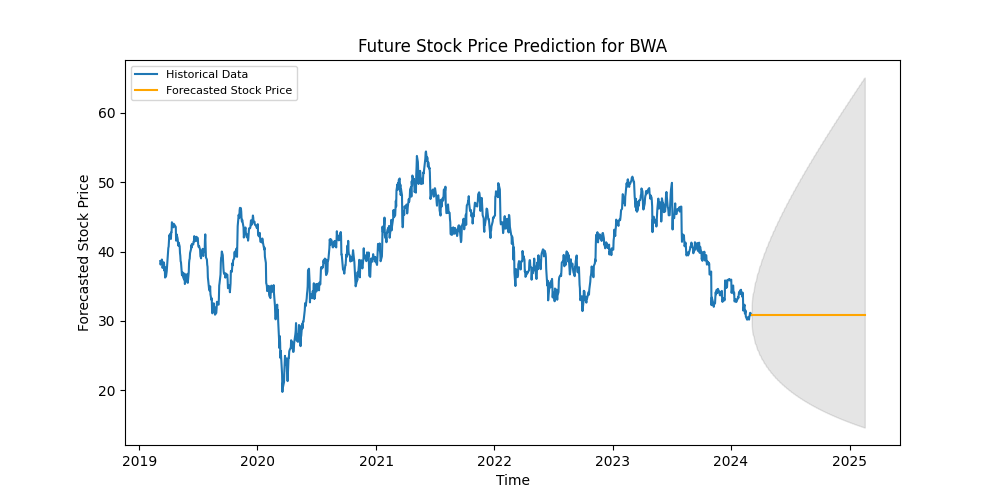 Future Stock Price Prediction for BWA
Historical Data
Forecasted Stock Price
60
50
40
30
20
Forecasted Stock Price
2019 2020 2021 2022 2023 2024 2025
Time